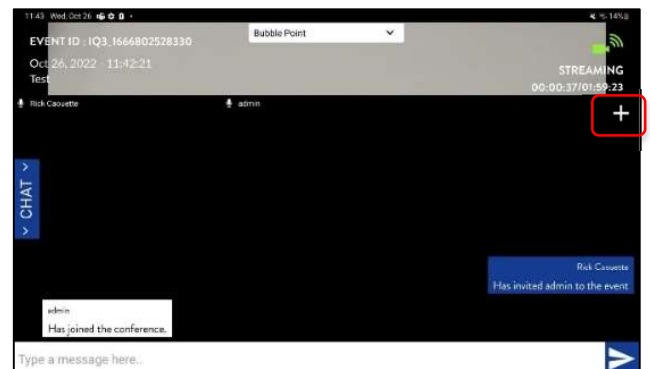 11:43 Wed, Oct 26
14%
Bubble Point
EVENT ID : IQ3_1666802528330
Oct 26, 2022 - 11:42:21
Test
STREAMING
00:00:37/01:59:23
Rick Caouette
admin
+
> CHAT >
Rick Caouette
Has invited admin to the event
admin
Has joined the conference.
Type a message here..